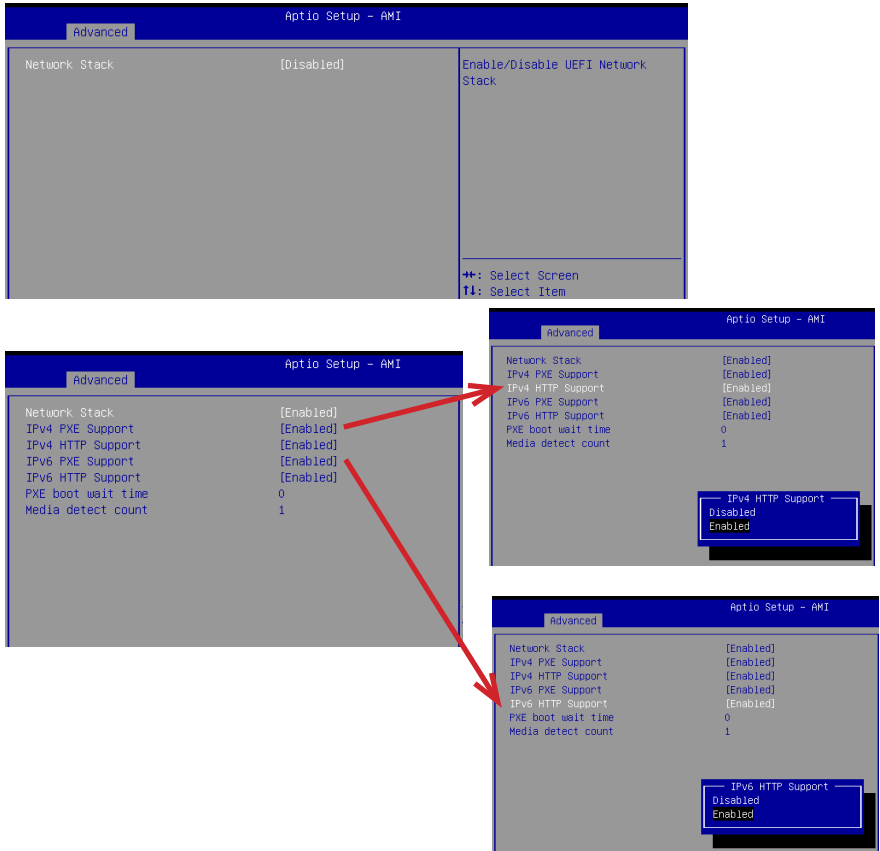 Aptio Setup – AMI
Advanced
Network Stack [Disabled]
Enable/Disable UEFI Network
Stack
→←: Select Screen
↑↓: Select Item
Aptio Setup – AMI
Advanced
Network Stack [Enabled]
IPv4 PXE Support [Enabled]
IPv4 HTTP Support [Enabled]
IPv6 PXE Support [Enabled]
IPv6 HTTP Support [Enabled]
PXE boot wait time 0
Media detect count 1
Aptio Setup – AMI
Advanced
Network Stack [Enabled]
IPv4 PXE Support [Enabled]
IPv4 HTTP Support [Enabled]
IPv6 PXE Support [Enabled]
IPv6 HTTP Support [Enabled]
PXE boot wait time 0
Media detect count 1
IPv4 HTTP Support
Disabled
Enabled
Aptio Setup – AMI
Advanced
Network Stack [Enabled]
IPv4 PXE Support [Enabled]
IPv4 HTTP Support [Enabled]
IPv6 PXE Support [Enabled]
IPv6 HTTP Support [Enabled]
PXE boot wait time 0
Media detect count 1
IPv6 HTTP Support
Disabled
Enabled